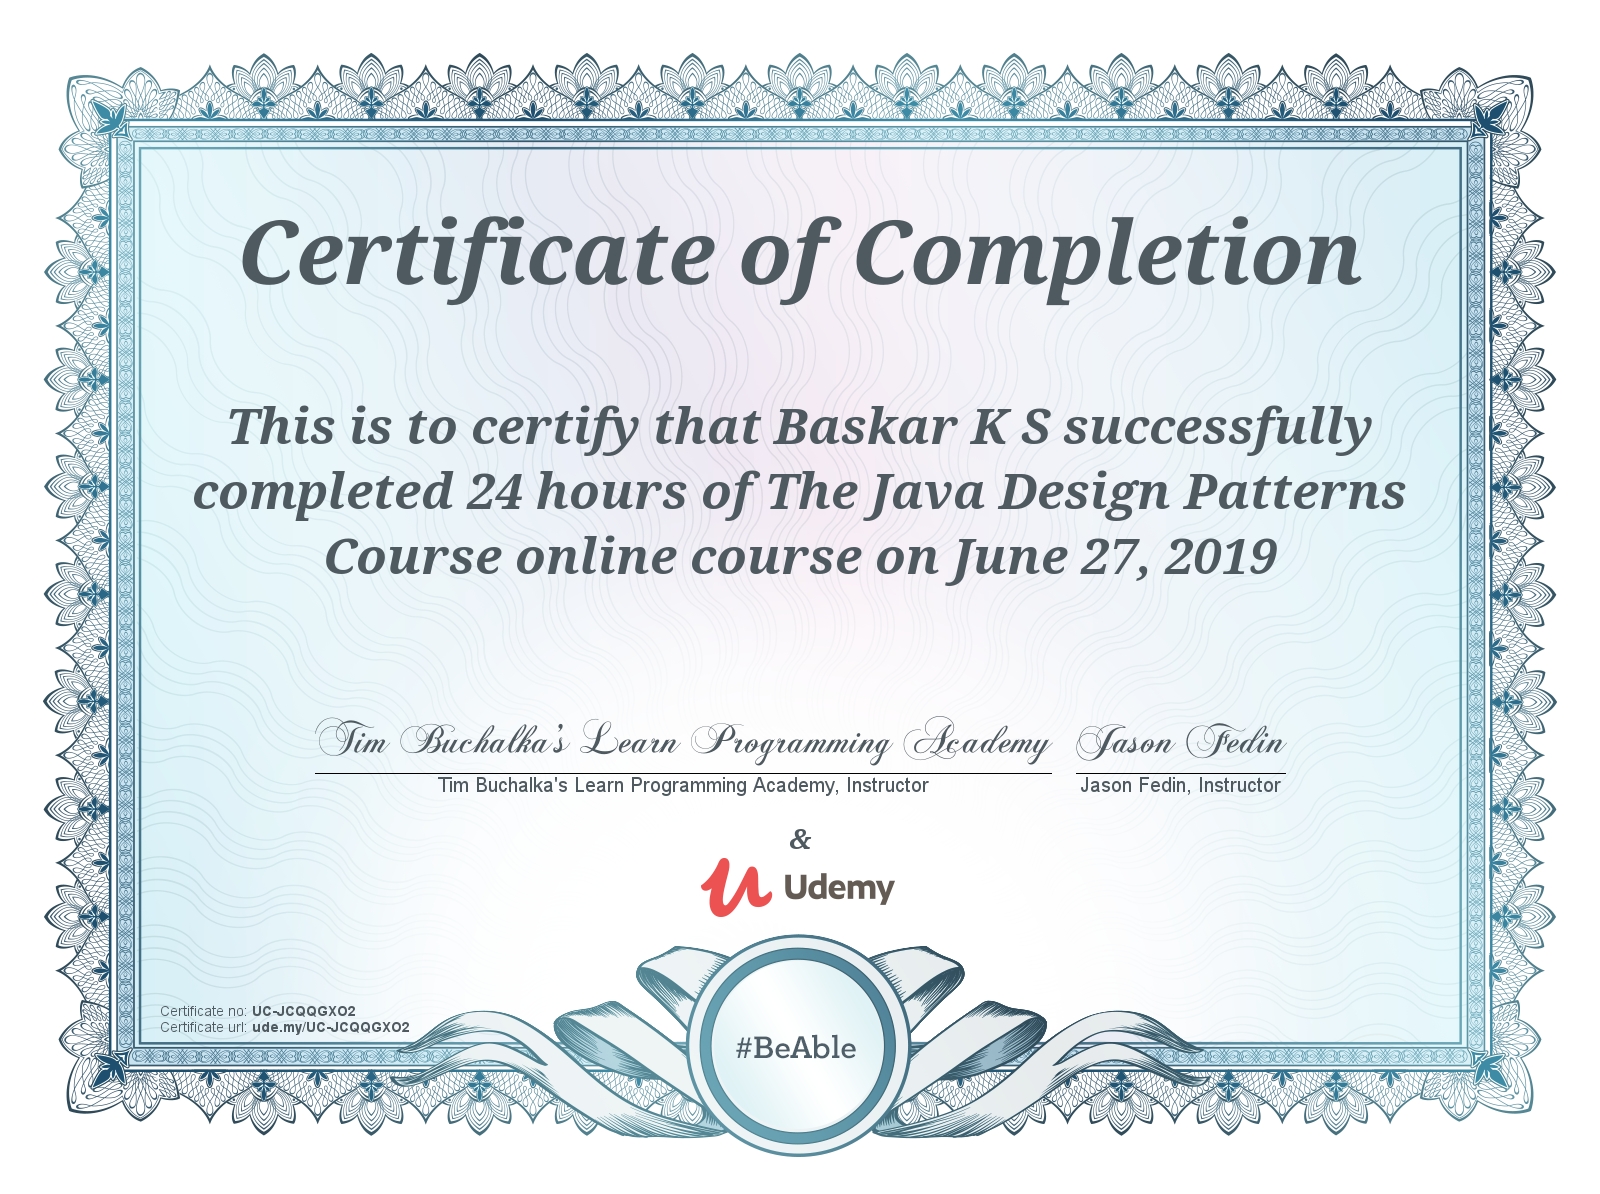 Certificate of Completion
This is to certify that Baskar K S successfully
completed 24 hours of The Java Design Patterns
Course online course on June 27, 2019
Tim Buchalka's Learn Programming Academy Jason Fedin
Tim Buchalka's Learn Programming Academy, Instructor Jason Fedin, Instructor
&
Udemy
Certificate no: UC-JCQQGXO2
Certificate url: ude.my/UC-JCQQGXO2
#BeAble